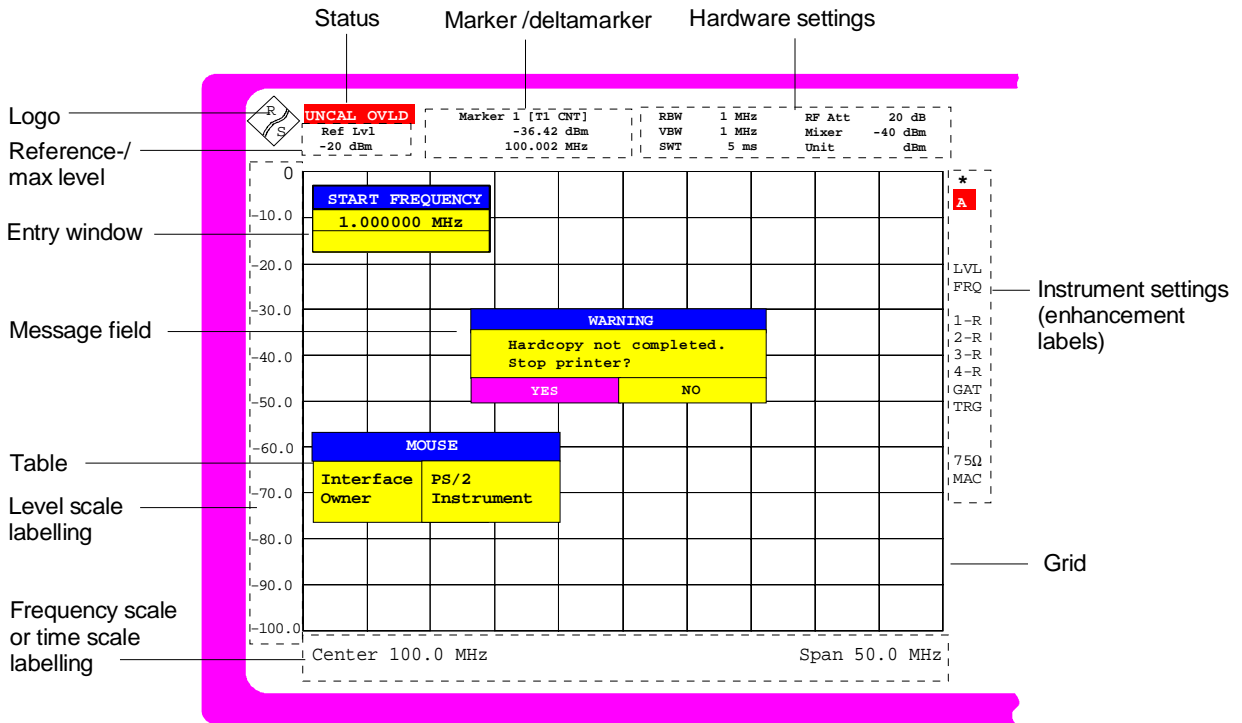 Status
Marker /deltamarker
Hardware settings
Logo
Reference-/
max level
Entry window
Message field
Table
Level scale
labelling
Frequency scale
or time scale
labelling
R
S
UNCAL OVLD
Ref Lvl
-20 dBm
Marker 1 [T1 CNT]
-36.42 dBm
100.002 MHz
RBW 1 MHz RF Att 20 dB
VBW 1 MHz Mixer -40 dBm
SWT 5 ms Unit dBm
0
-10.0
-20.0
-30.0
-40.0
-50.0
-60.0
-70.0
-80.0
-90.0
-100.0
START FREQUENCY
1.000000 MHz
WARNING
Hardcopy not completed.
Stop printer?
YES NO
MOUSE
Interface PS/2
Owner Instrument
*
A
LVL
FRQ
1-R
2-R
3-R
4-R
GAT
TRG
75Ω
MAC
Instrument settings
(enhancement
labels)
Grid
Center 100.0 MHz Span 50.0 MHz